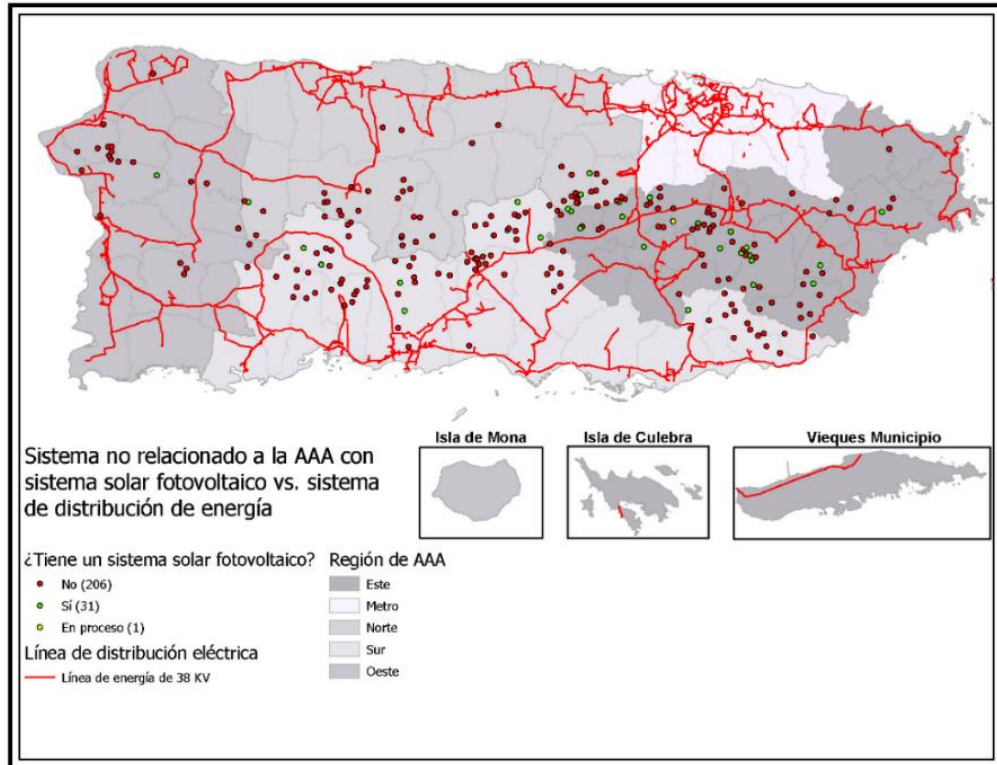 Isla de Mona
Isla de Culebra
Vieques Municipio
Sistema no relacionado a la AAA con
sistema solar fotovoltaico vs. sistema
de distribución de energía
¿Tiene un sistema solar fotovoltaico?
No (206)
Sí (31)
En proceso (1)
Línea de distribución eléctrica
Línea de energía de 38 KV
Región de AAA
Este
Metro
Norte
Sur
Oeste